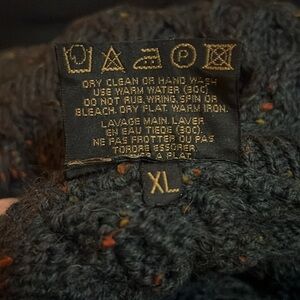 DRY CLEAN OR HAND WASH
USE WARM WATER (30C)
DO NOT RUB, WRING, SPIN OR
BLEACH. DRY FLAT. WARM IRON.
LAVAGE MAIN. LAVER
EN EAU TIEDE (30C).
NE PAS FROTTER OU PAS
TORDRE ESSORER.
A PLAT.
XL